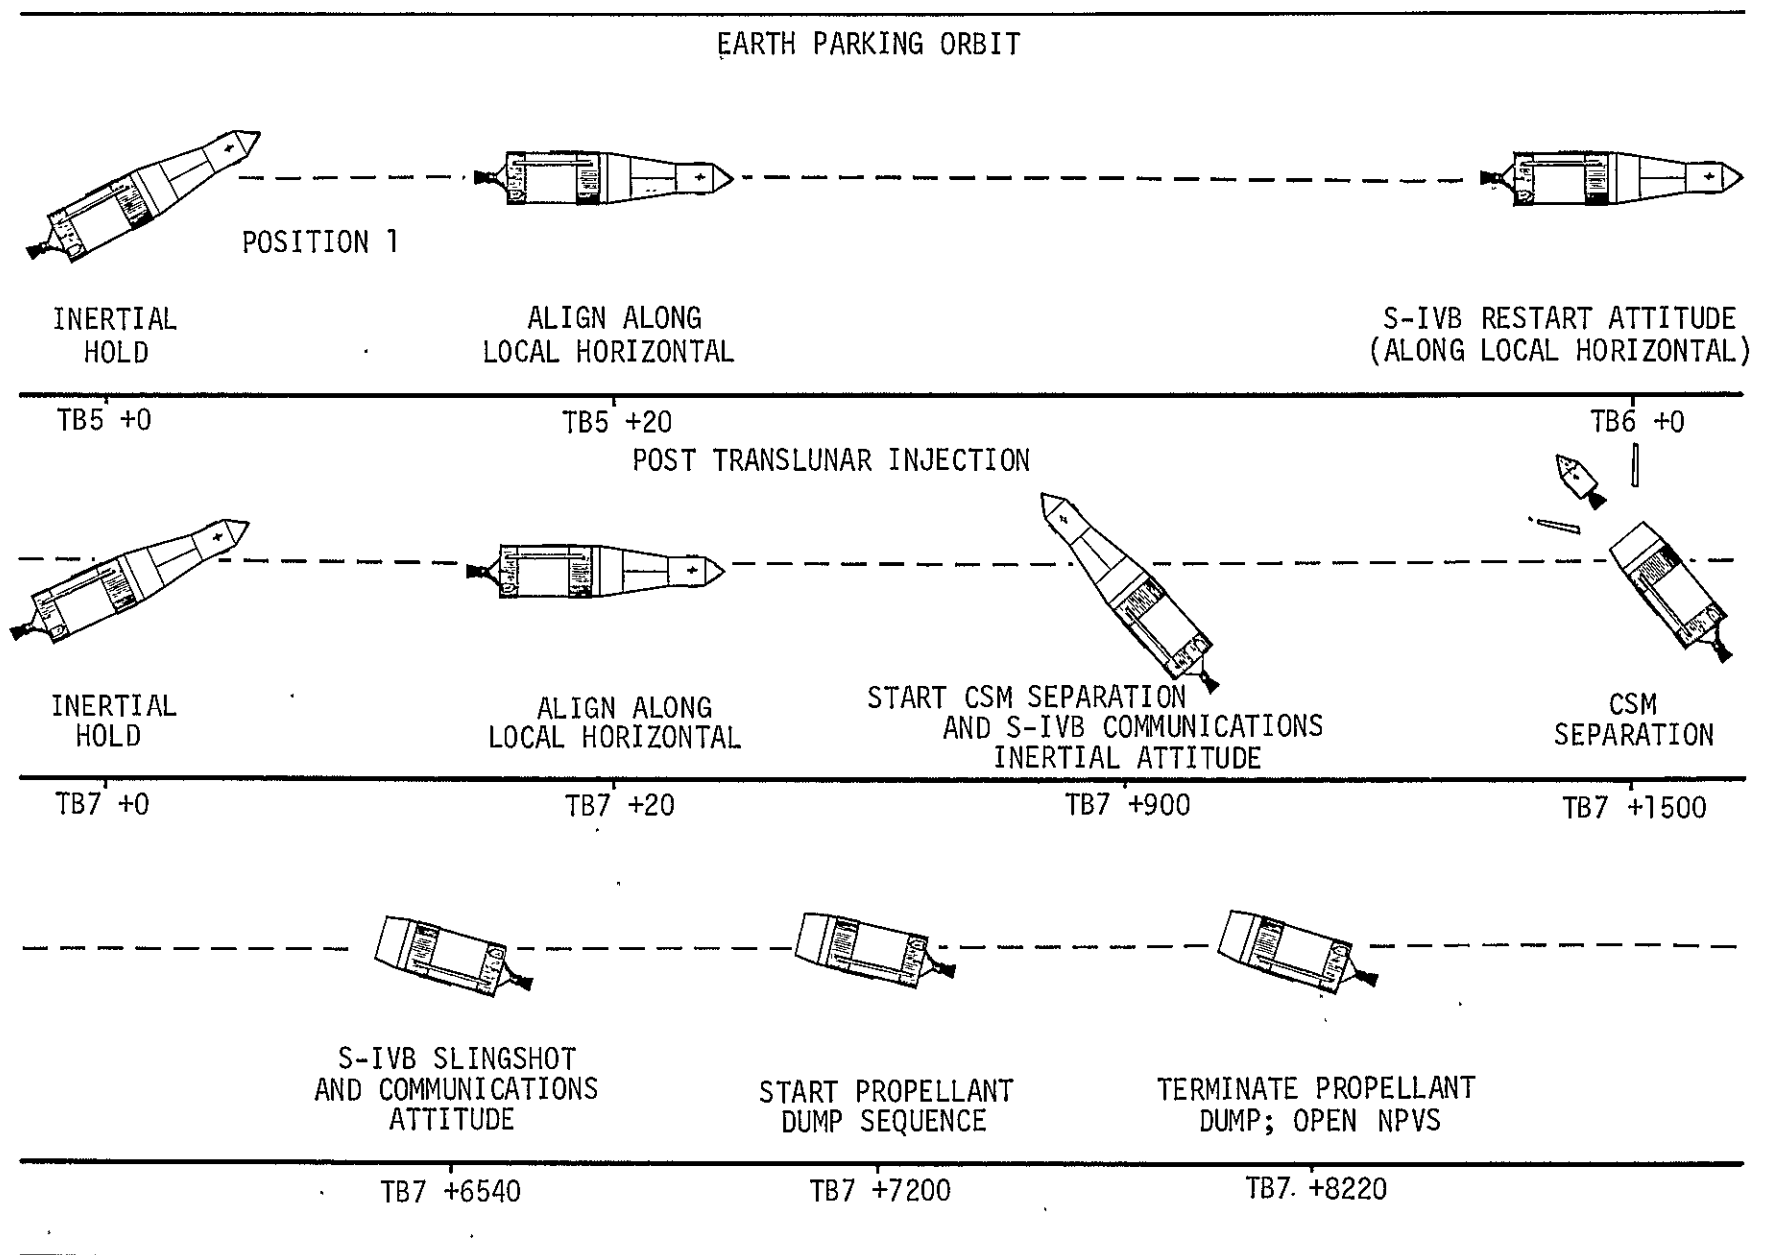 EARTH PARKING ORBIT
POSITION 1
INERTIAL
HOLD
ALIGN ALONG
LOCAL HORIZONTAL
S-IVB RESTART ATTITUDE
(ALONG LOCAL HORIZONTAL)
TB5 +0
TB5 +20
TB6 +0
POST TRANSLUNAR INJECTION
INERTIAL
HOLD
ALIGN ALONG
LOCAL HORIZONTAL
START CSM SEPARATION
AND S-IVB COMMUNICATIONS
INERTIAL ATTITUDE
CSM
SEPARATION
TB7 +0
TB7 +20
TB7 +900
TB7 +1500
S-IVB SLINGSHOT
AND COMMUNICATIONS
ATTITUDE
START PROPELLANT
DUMP SEQUENCE
TERMINATE PROPELLANT
DUMP; OPEN NPVS
TB7 +6540
TB7 +7200
TB7 +8220